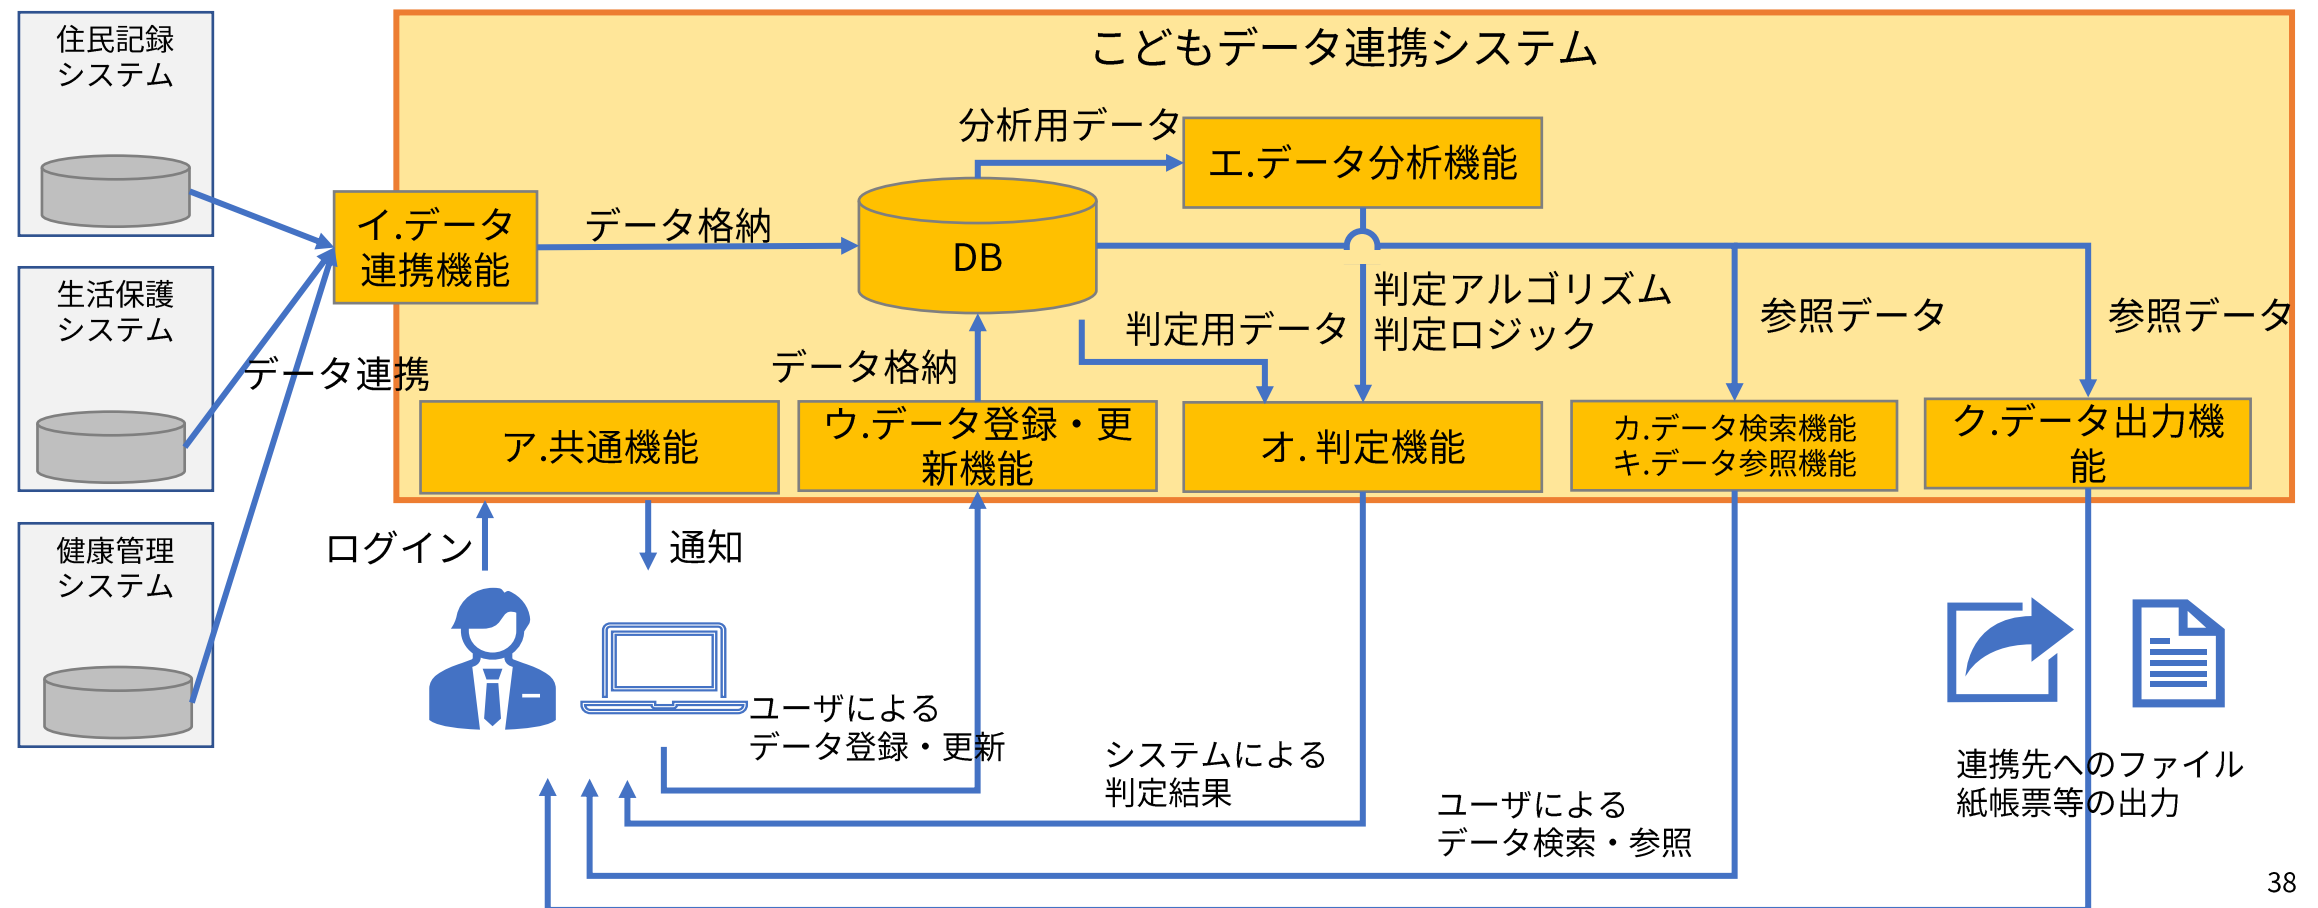 住民記録
システム
生活保護
システム
健康管理
システム
データ連携
こどもデータ連携システム
イ.データ
連携機能
データ格納
DB
分析用データ
エ.データ分析機能
データ格納
判定用データ
判定アルゴリズム
判定ロジック
参照データ
参照データ
ア.共通機能
ウ.データ登録・更
新機能
オ. 判定機能
カ.データ検索機能
キ.データ参照機能
ク.データ出力機
能
ログイン
通知
ユーザによる
データ登録・更新
システムによる
判定結果
ユーザによる
データ検索・参照
連携先へのファイル
紙帳票等の出力
38